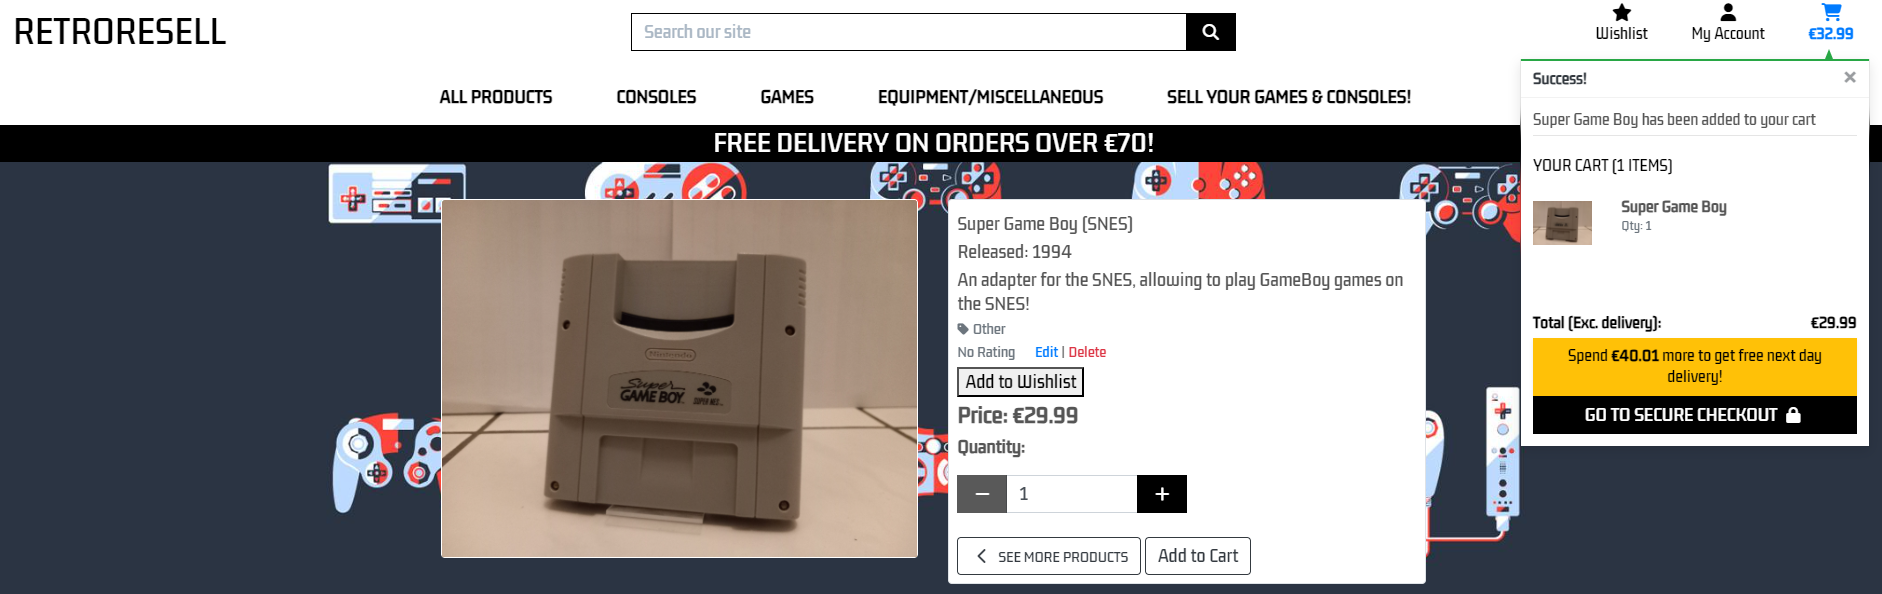 RETRORESELL
Search our site
Wishlist
My Account
€32.99
ALL PRODUCTS
CONSOLES
GAMES
EQUIPMENT/MISCELLANEOUS
SELL YOUR GAMES & CONSOLES!
FREE DELIVERY ON ORDERS OVER €70!
Nintendo
Super
GAME BOY
SUPER NES
Super Game Boy (SNES)
Released: 1994
An adapter for the SNES, allowing to play GameBoy games on
the SNES!
Other
No Rating Edit | Delete
Add to Wishlist
Price: €29.99
Quantity:
1
SEE MORE PRODUCTS
Add to Cart
Success!
Super Game Boy has been added to your cart
YOUR CART (1 ITEMS)
Super Game Boy
Qty: 1
Total (Exc. delivery): €29.99
Spend €40.01 more to get free next day
delivery!
GO TO SECURE CHECKOUT